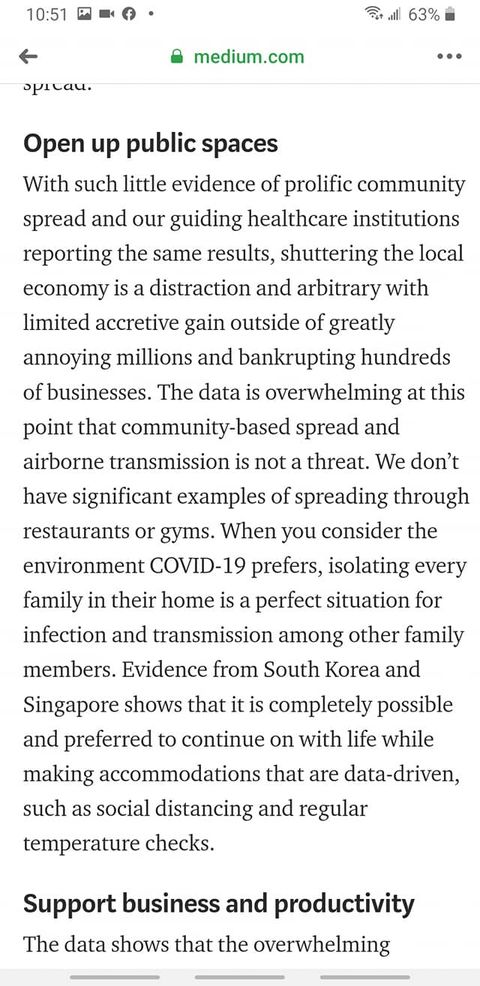 10:51
63%
medium.com
spread.
Open up public spaces
With such little evidence of prolific community
spread and our guiding healthcare institutions
reporting the same results, shuttering the local
economy is a distraction and arbitrary with
limited accretive gain outside of greatly
annoying millions and bankrupting hundreds
of businesses. The data is overwhelming at this
point that community-based spread and
airborne transmission is not a threat. We don’t
have significant examples of spreading through
restaurants or gyms. When you consider the
environment COVID-19 prefers, isolating every
family in their home is a perfect situation for
infection and transmission among other family
members. Evidence from South Korea and
Singapore shows that it is completely possible
and preferred to continue on with life while
making accommodations that are data-driven,
such as social distancing and regular
temperature checks.
Support business and productivity
The data shows that the overwhelming